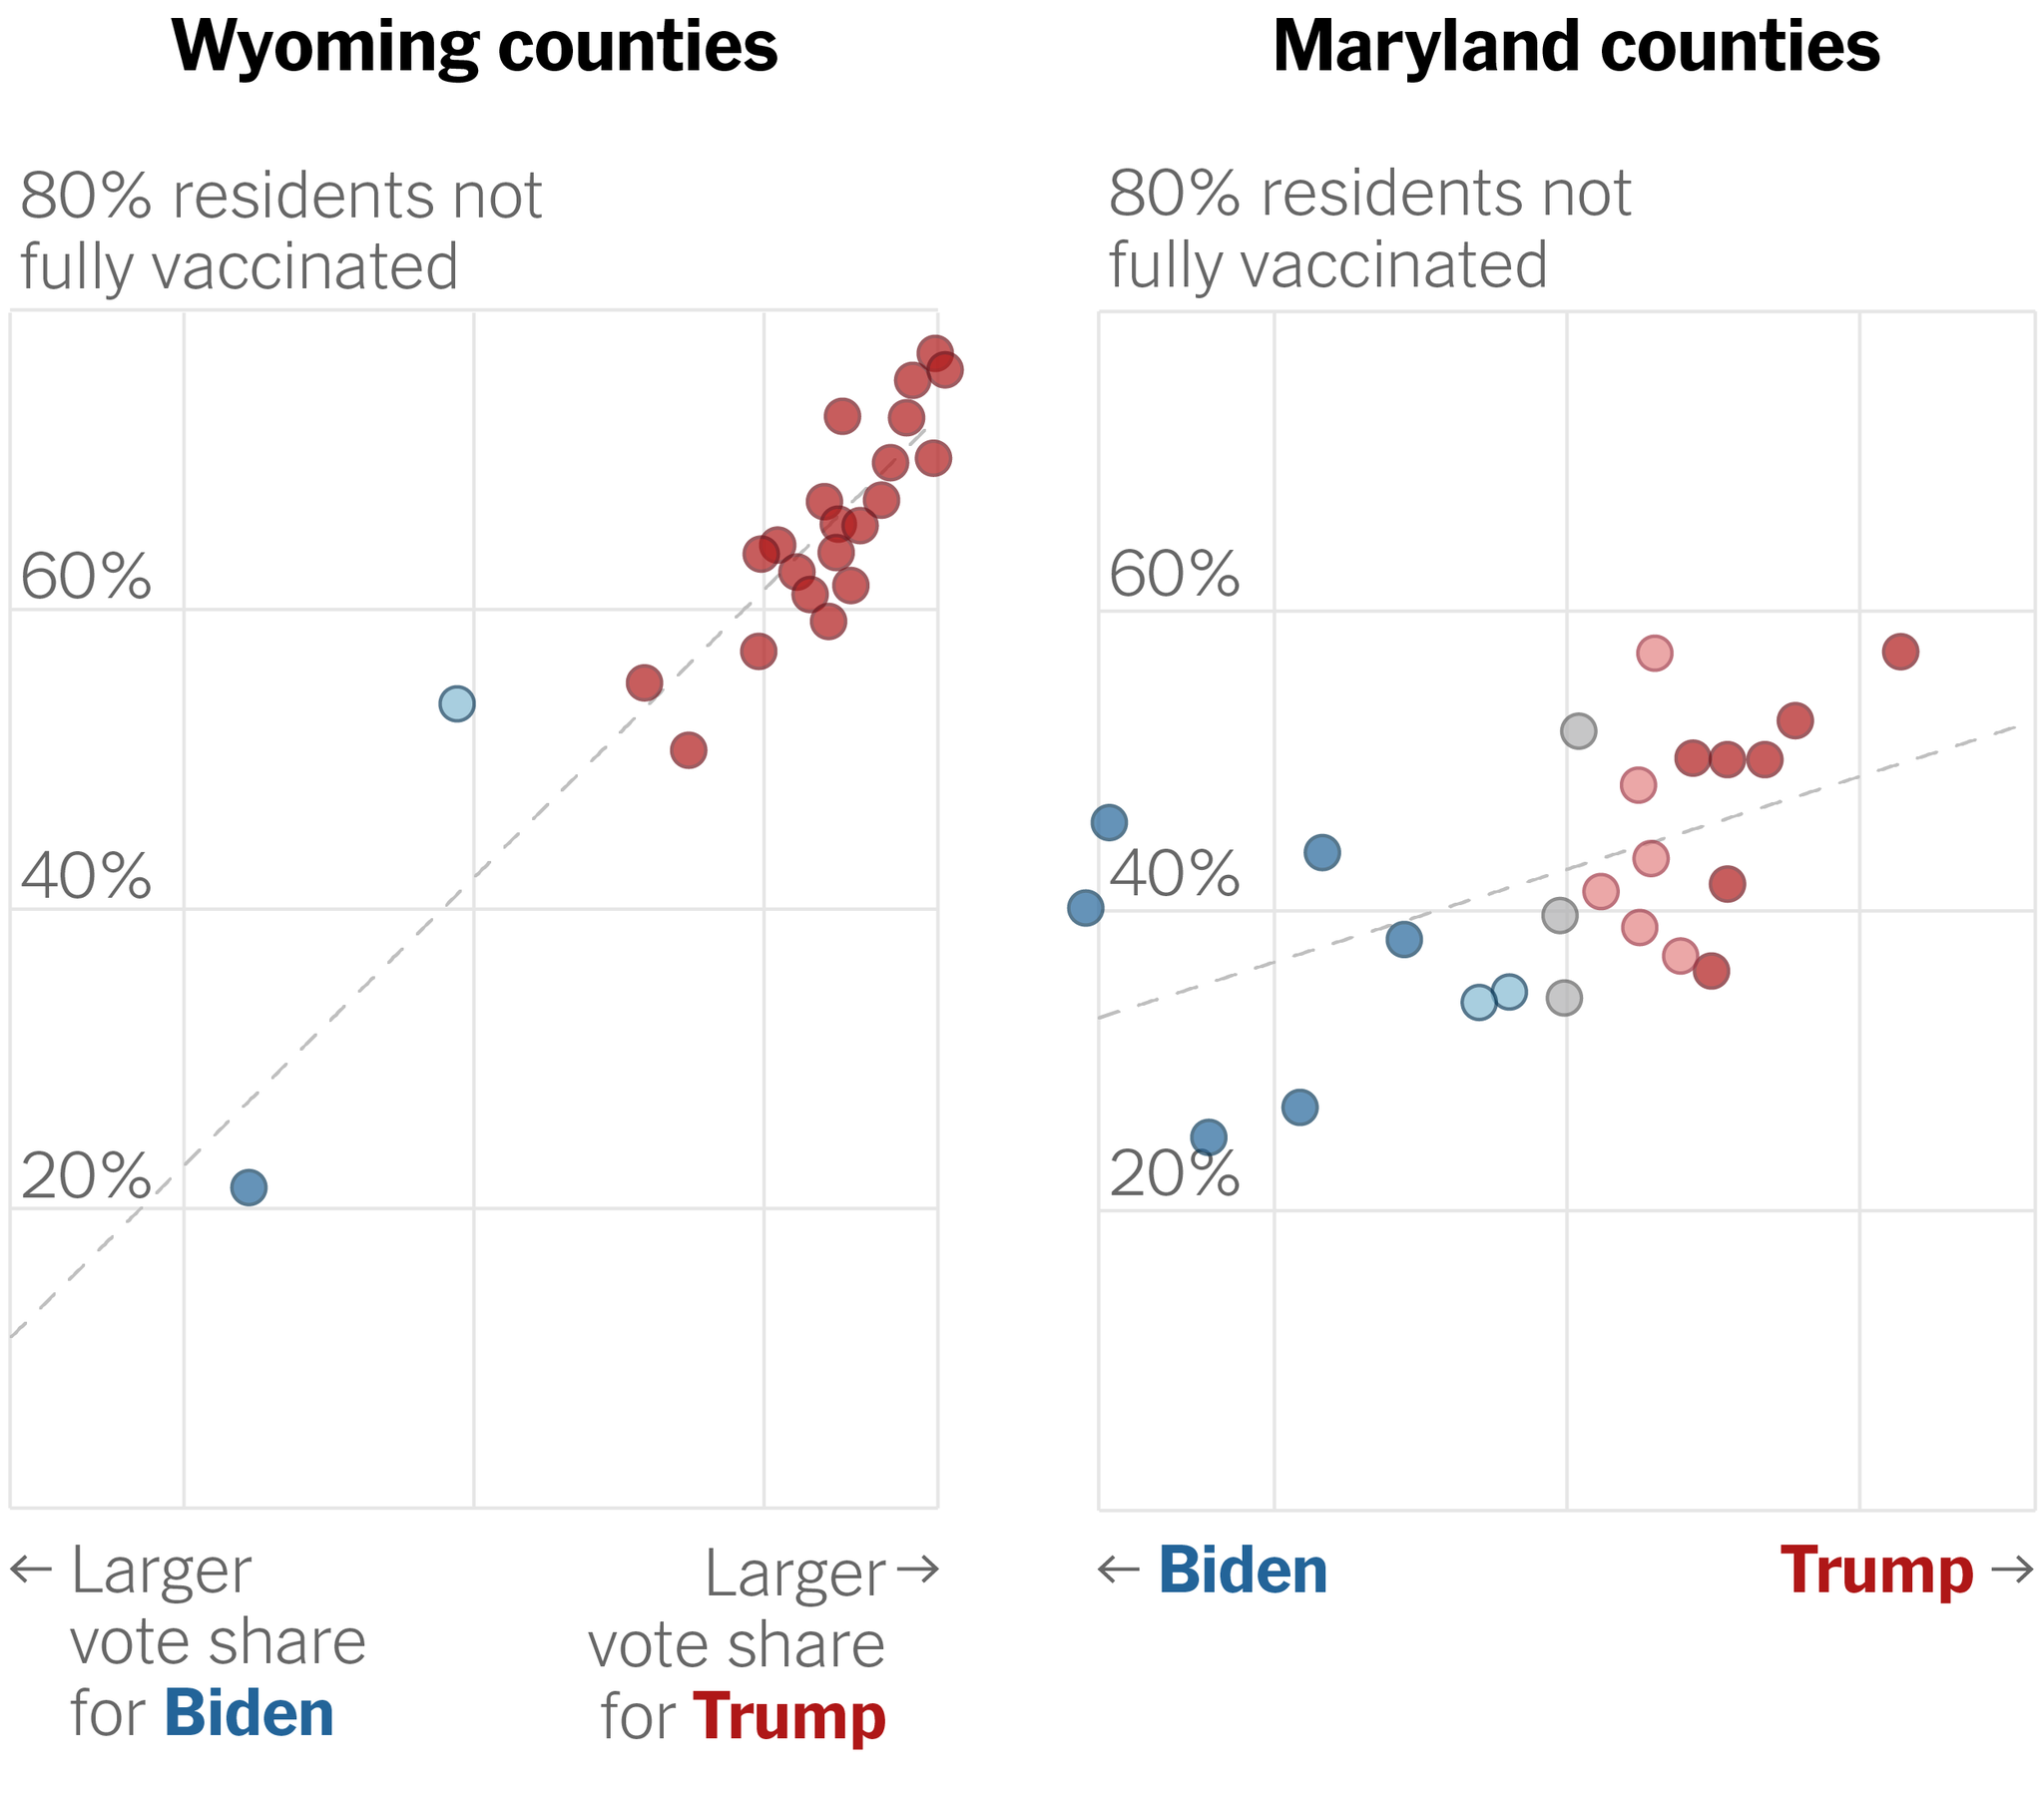 Wyoming counties
80% residents not
fully vaccinated
60%
40%
20%
← Larger
vote share
for Biden
Larger →
vote share
for Trump
Maryland counties
80% residents not
fully vaccinated
60%
40%
20%
← Biden
Trump →